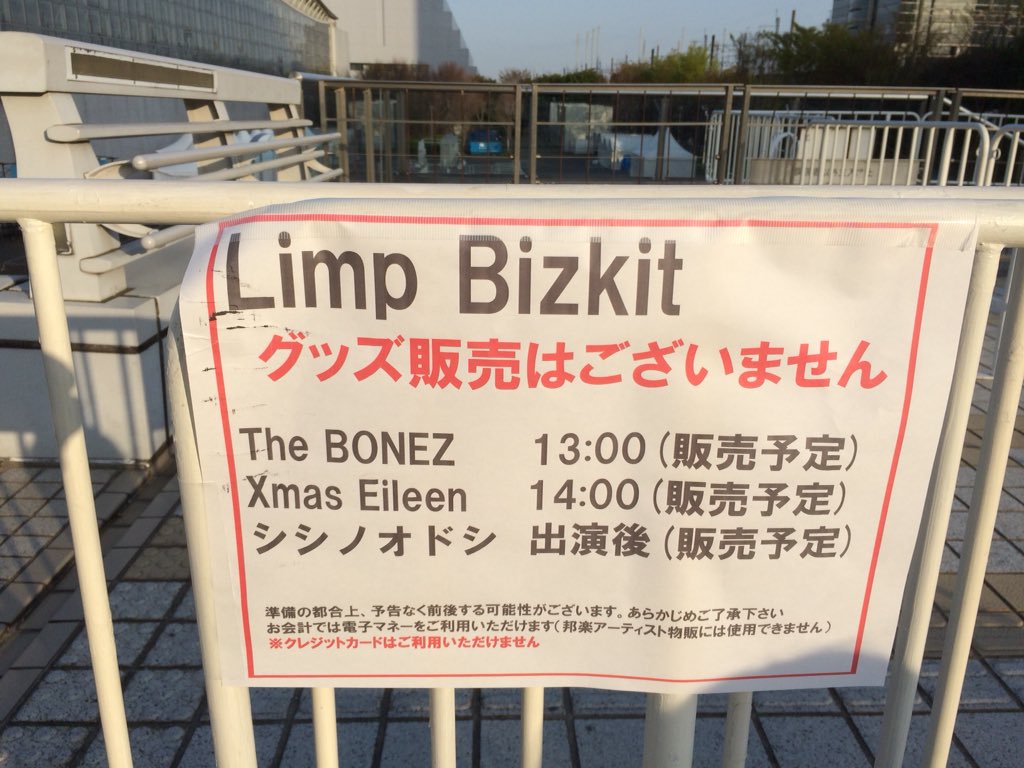 Limp Bizkit
グッズ販売はございません
The BONEZ 13:00(販売予定)
Xmas Eileen 14:00(販売予定)
シシノオドシ 出演後(販売予定)
準備の都合上、予告なく前後する可能性がございます。あらかじめご了承下さい
お会計では電子マネーをご利用いただけます(邦楽アーティスト物販には使用できません)
※クレジットカードはご利用いただけません